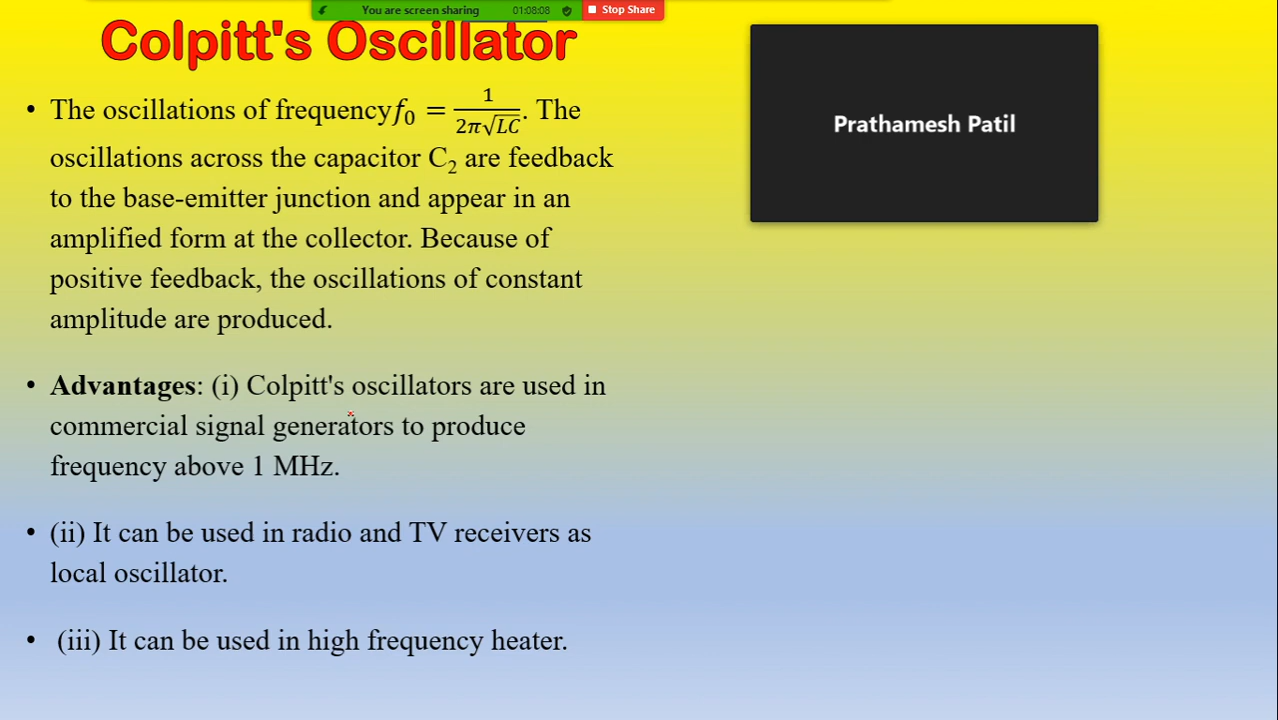 You are screen sharing 01:08:08 Stop Share
Colpitt's Oscillator
• The oscillations of frequency f₀ = 1/(2π√LC). The
oscillations across the capacitor C₂ are feedback
to the base-emitter junction and appear in an
amplified form at the collector. Because of
positive feedback, the oscillations of constant
amplitude are produced.
• Advantages: (i) Colpitt's oscillators are used in
commercial signal generators to produce
frequency above 1 MHz.
• (ii) It can be used in radio and TV receivers as
local oscillator.
• (iii) It can be used in high frequency heater.
Prathamesh Patil